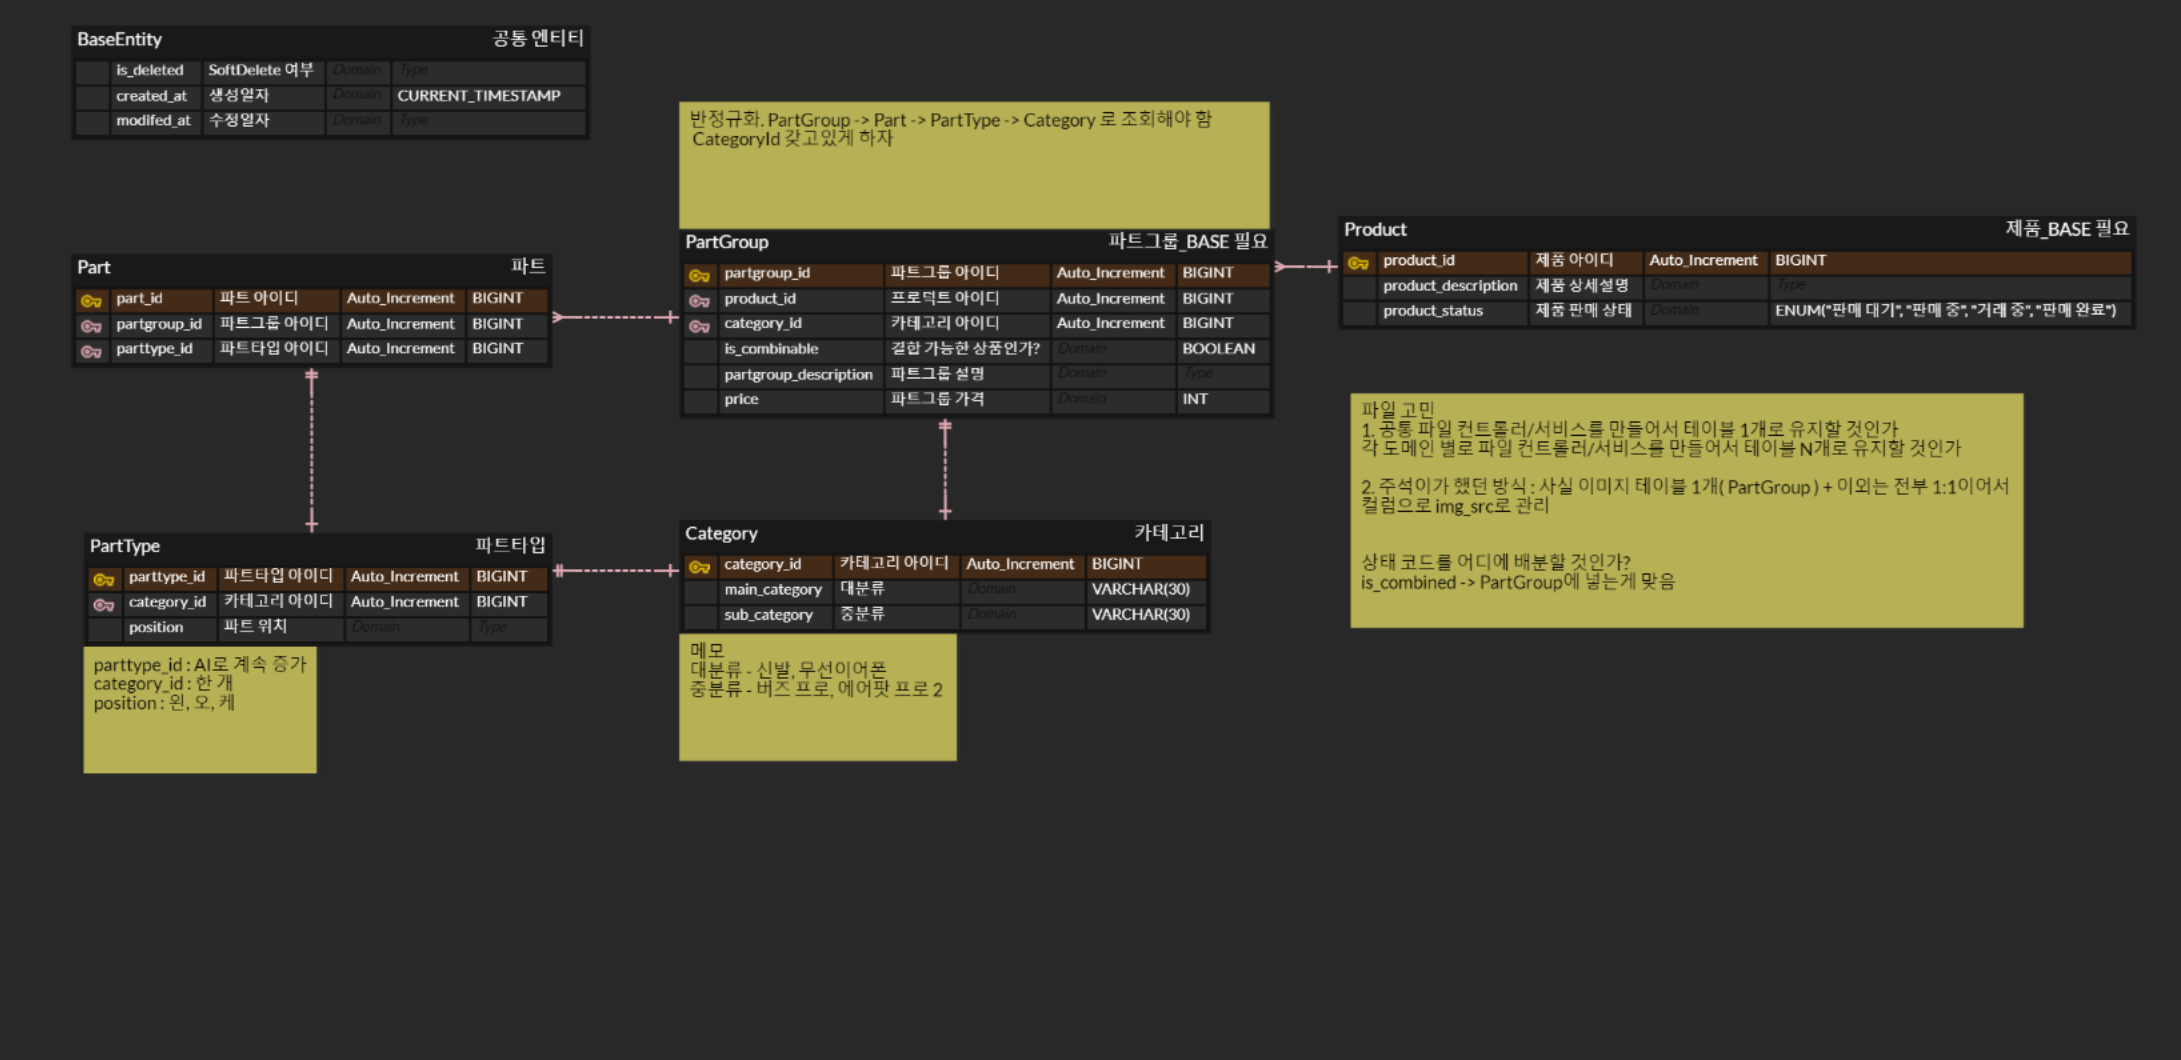 BaseEntity 공통 엔티티
is_deleted SoftDelete 여부 Domain Type
created_at 생성일자 Domain CURRENT_TIMESTAMP
modifed_at 수정일자 Domain Type
반정규화. PartGroup -> Part -> PartType -> Category 로 조회해야 함
CategoryId 갖고있게 하자
Part 파트
part_id 파트 아이디 Auto_Increment BIGINT
partgroup_id 파트그룹 아이디 Auto_Increment BIGINT
parttype_id 파트타입 아이디 Auto_Increment BIGINT
PartGroup 파트그룹_BASE 필요
partgroup_id 파트그룹 아이디 Auto_Increment BIGINT
product_id 프로덕트 아이디 Auto_Increment BIGINT
category_id 카테고리 아이디 Auto_Increment BIGINT
is_combinable 결합 가능한 상품인가? Domain BOOLEAN
partgroup_description 파트그룹 설명 Domain Type
price 파트그룹 가격 Domain INT
Product 제품_BASE 필요
product_id 제품 아이디 Auto_Increment BIGINT
product_description 제품 상세설명 Domain Type
product_status 제품 판매 상태 Domain ENUM("판매 대기", "판매 중", "거래 중", "판매 완료")
파일 고민
1. 공통 파일 컨트롤러/서비스를 만들어서 테이블 1개로 유지할 것인가
각 도메인 별로 파일 컨트롤러/서비스를 만들어서 테이블 N개로 유지할 것인가
2. 주석이가 했던 방식 : 사실 이미지 테이블 1개( PartGroup ) + 이외는 전부 1:1이어서
컬럼으로 img_src로 관리
상태 코드를 어디에 배분할 것인가?
is_combined -> PartGroup에 넣는게 맞음
PartType 파트타입
parttype_id 파트타입 아이디 Auto_Increment BIGINT
category_id 카테고리 아이디 Auto_Increment BIGINT
position 파트 위치 Domain Type
parttype_id : AI로 계속 증가
category_id : 한 개
position : 왼, 오, 케
Category 카테고리
category_id 카테고리 아이디 Auto_Increment BIGINT
main_category 대분류 Domain VARCHAR(30)
sub_category 중분류 Domain VARCHAR(30)
메모
대분류 - 신발, 무선이어폰
중분류 - 버즈 프로, 에어팟 프로 2